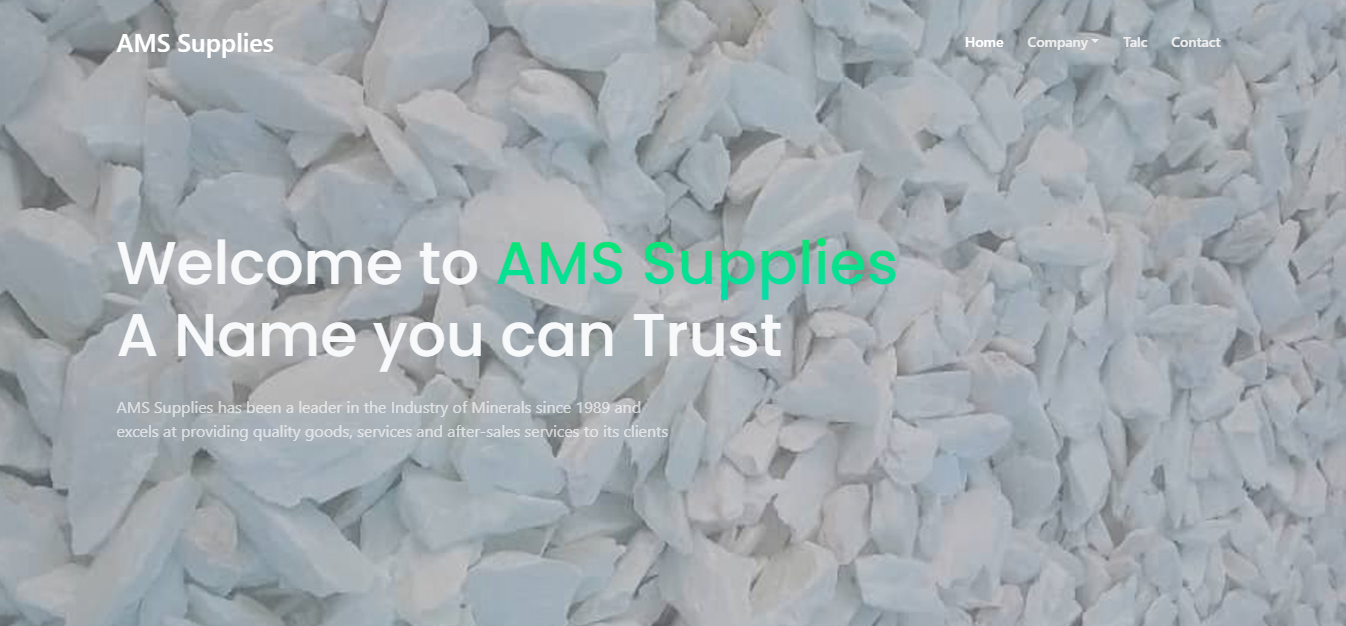 AMS Supplies
Home Company Talc Contact
Welcome to AMS Supplies
A Name you can Trust
AMS Supplies has been a leader in the Industry of Minerals since 1989 and
excels at providing quality goods, services and after-sales services to its clients